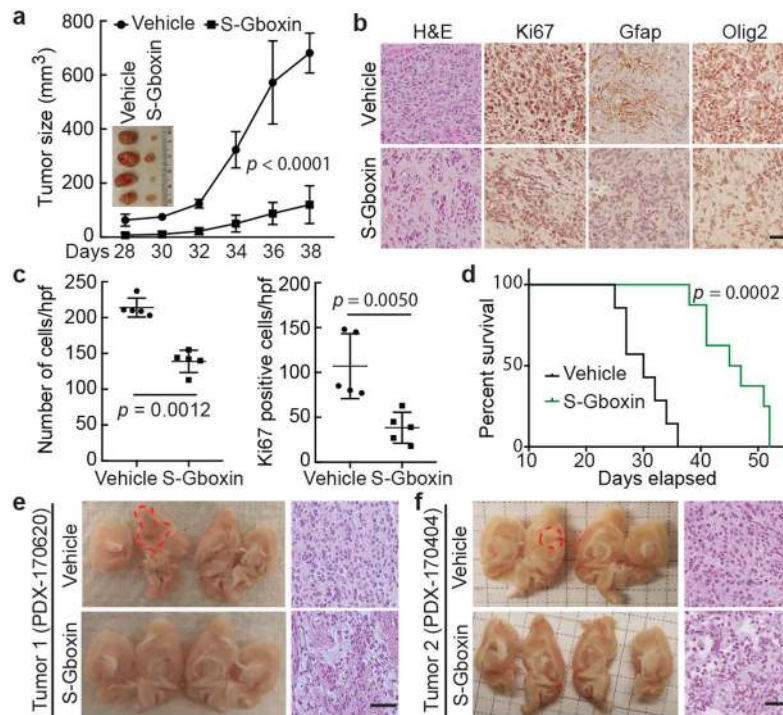 a
Vehicle S-Gboxin
Tumor size (mm³)
800
600
400
200
0
Vehicle
S-Gboxin
p < 0.0001
Days 28 30 32 34 36 38
b
H&E Ki67 Gfap Olig2
Vehicle
S-Gboxin
c
Number of cells/hpf
250
200
150
100
50
0
p = 0.0012
Vehicle S-Gboxin
Ki67 positive cells/hpf
200
150
100
50
0
p = 0.0050
Vehicle S-Gboxin
d
Percent survival
100
50
0
p = 0.0002
Vehicle
S-Gboxin
10 20 30 40 50
Days elapsed
e
Tumor 1 (PDX-170620)
Vehicle
S-Gboxin
f
Tumor 2 (PDX-170404)
Vehicle
S-Gboxin